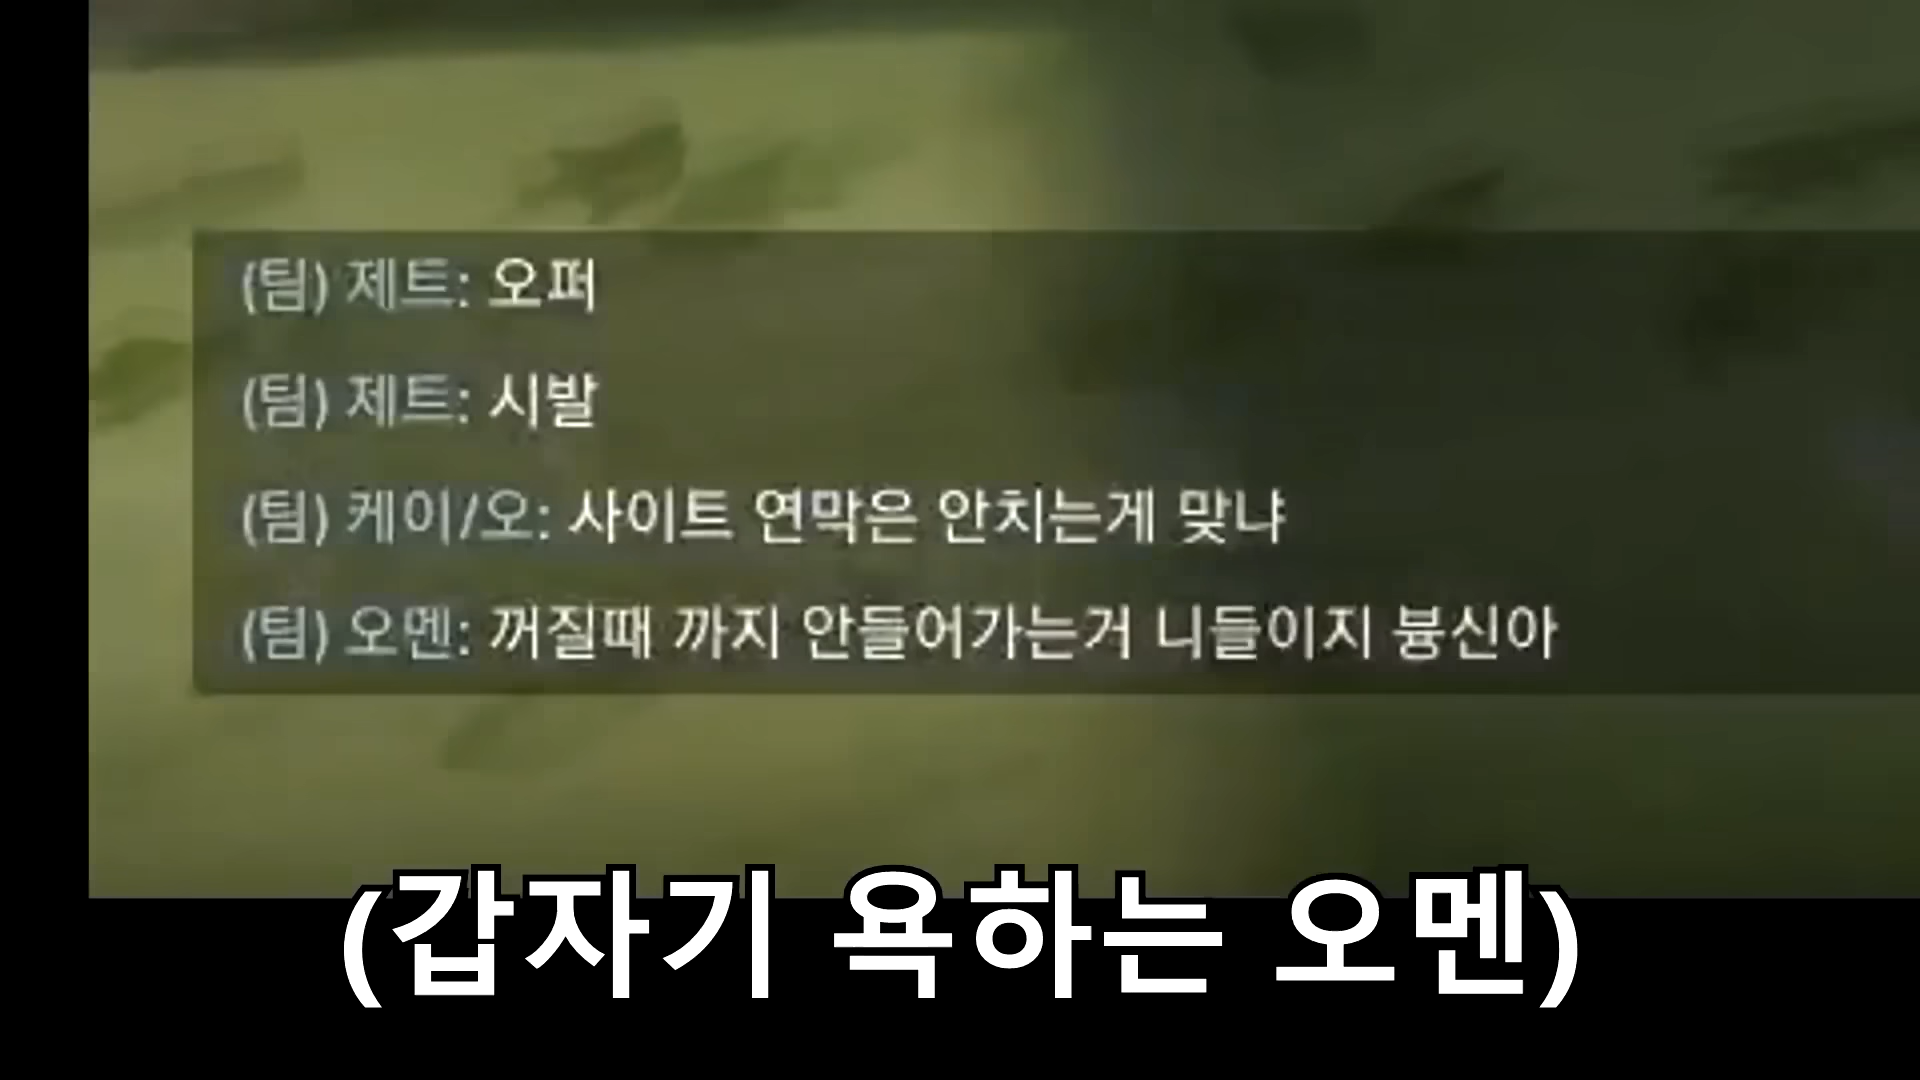 (팀) 제트: 오퍼
(팀) 제트: 시발
(팀) 케이/오: 사이트 연막은 안치는게 맞냐
(팀) 오멘: 꺼질때 까지 안들어가는거 니들이지 븅신아
(갑자기 욕하는 오멘)